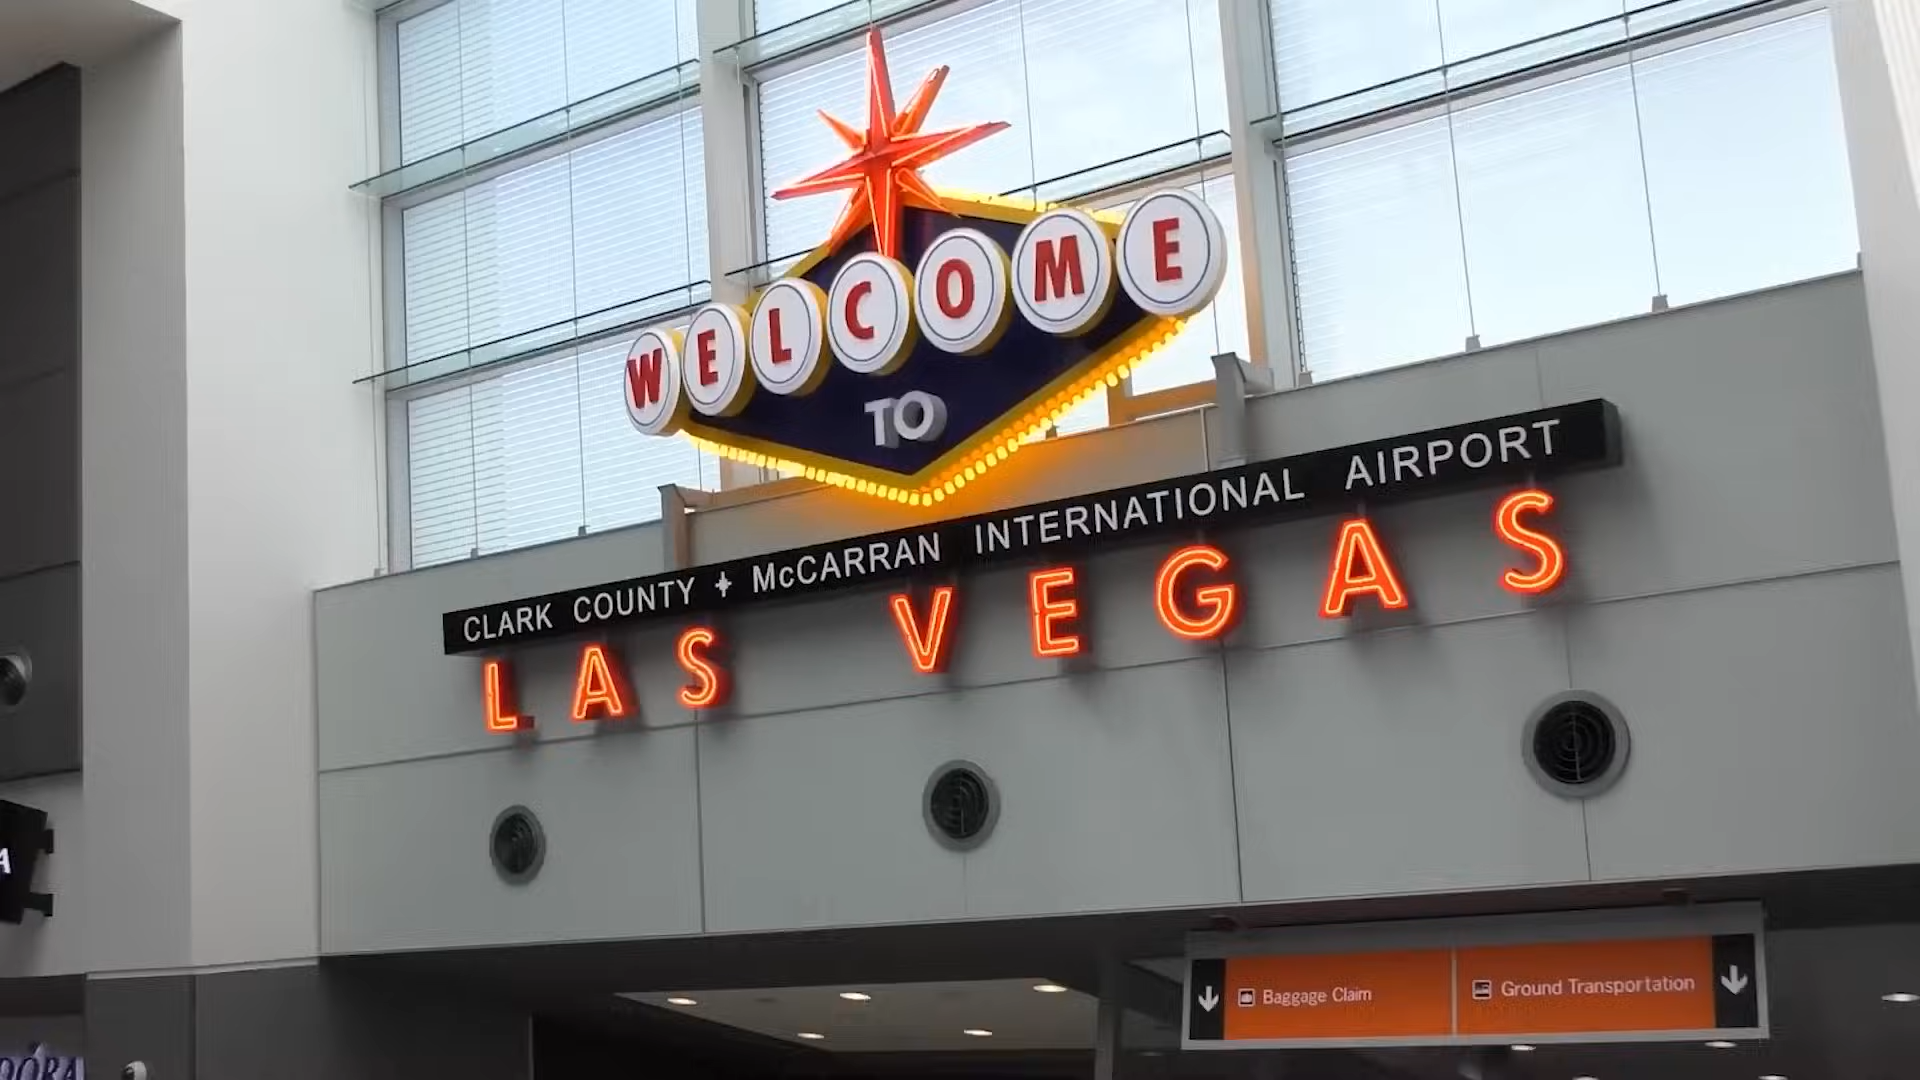 WELCOME
TO
CLARK COUNTY McCARRAN INTERNATIONAL AIRPORT
LAS VEGAS
Baggage Claim
Ground Transportation